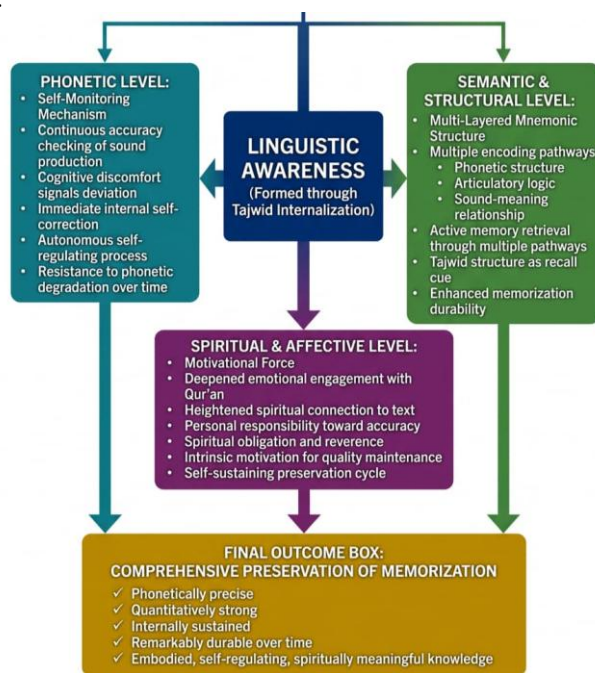 PHONETIC LEVEL:
• Self-Monitoring
Mechanism
• Continuous accuracy
checking of sound
production
• Cognitive discomfort
signals deviation
• Immediate internal self-
correction
• Autonomous self-
regulating process
• Resistance to phonetic
degradation over time
LINGUISTIC
AWARENESS
(Formed through
Tajwid Internalization)
SEMANTIC &
STRUCTURAL LEVEL:
• Multi-Layered Mnemonic
Structure
• Multiple encoding pathways
• Phonetic structure
• Articulatory logic
• Sound-meaning
relationship
• Active memory retrieval
through multiple pathways
• Tajwid structure as recall
cue
• Enhanced memorization
durability
SPIRITUAL & AFFECTIVE LEVEL:
• Motivational Force
• Deepened emotional engagement with
Qur'an
• Heightened spiritual connection to text
• Personal responsibility toward accuracy
• Spiritual obligation and reverence
• Intrinsic motivation for quality maintenance
• Self-sustaining preservation cycle
FINAL OUTCOME BOX:
COMPREHENSIVE PRESERVATION OF MEMORIZATION
✓ Phonetically precise
✓ Quantitatively strong
✓ Internally sustained
✓ Remarkably durable over time
✓ Embodied, self-regulating, spiritually meaningful knowledge